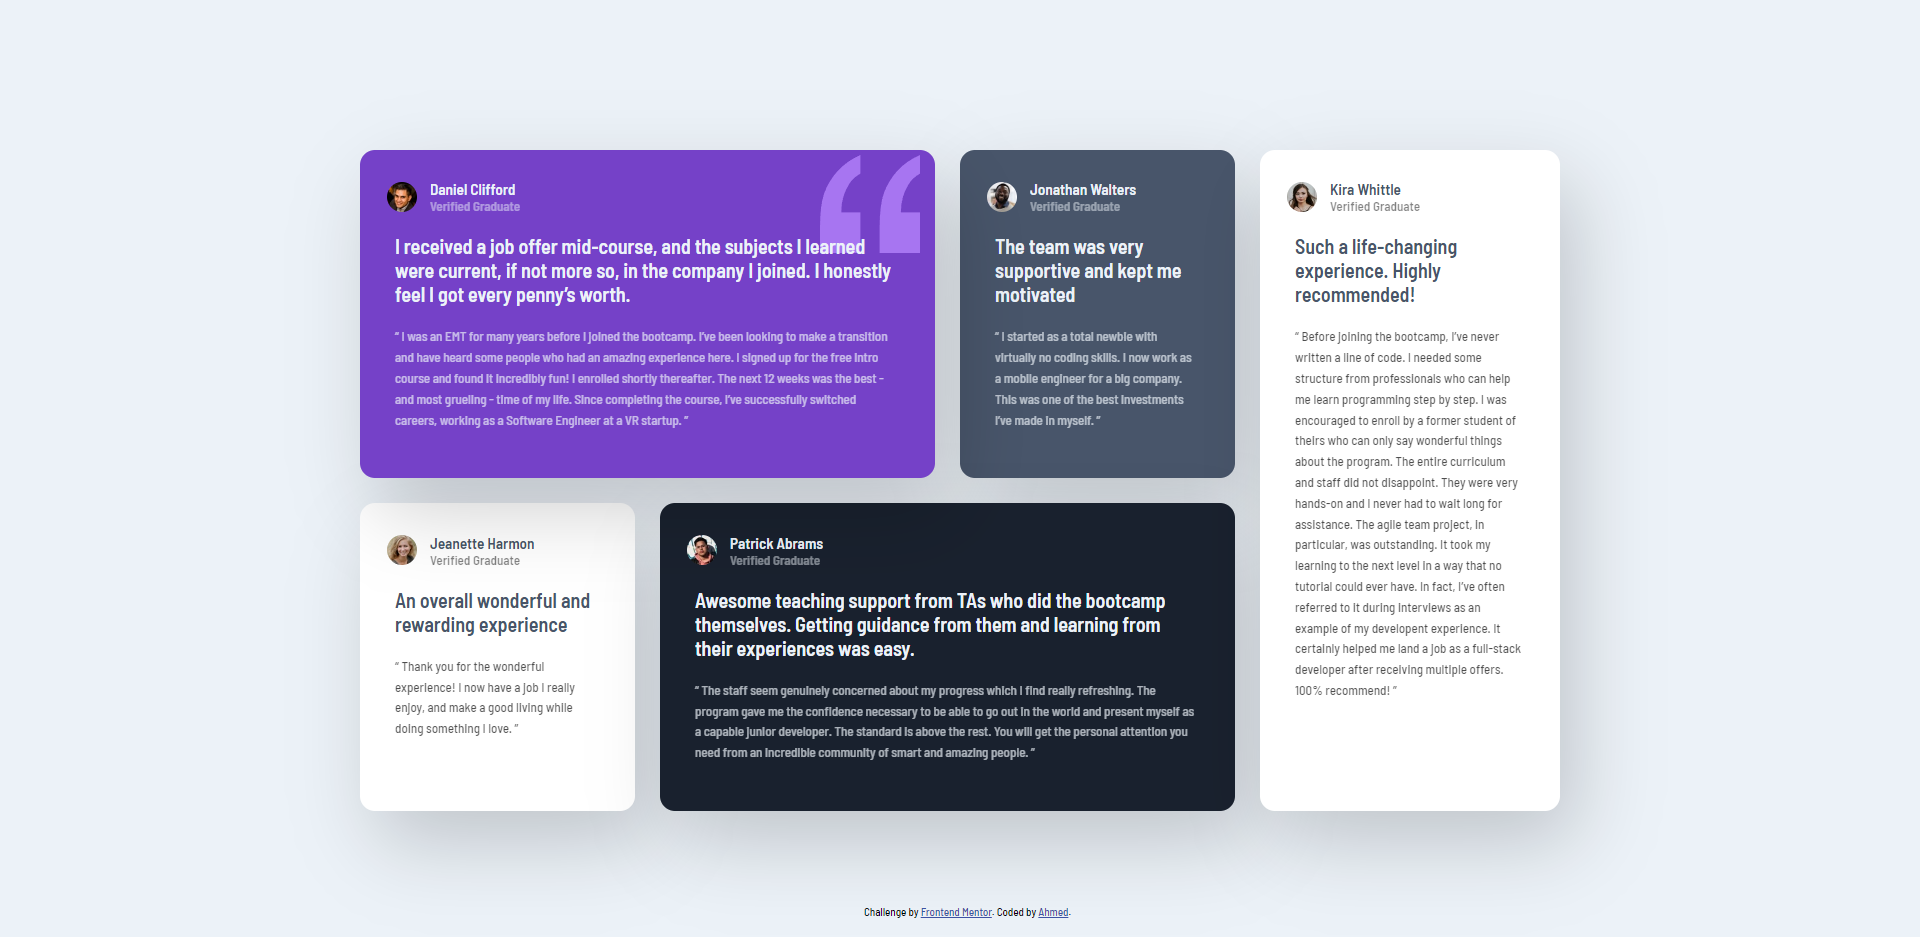 Daniel Clifford
Verified Graduate
I received a job offer mid-course, and the subjects I learned
were current, if not more so, in the company I joined. I honestly
feel I got every penny’s worth.
“ I was an EMT for many years before I joined the bootcamp. I’ve been looking to make a transition
and have heard some people who had an amazing experience here. I signed up for the free intro
course and found it incredibly fun! I enrolled shortly thereafter. The next 12 weeks was the best -
and most grueling - time of my life. Since completing the course, I’ve successfully switched
careers, working as a Software Engineer at a VR startup. ”
Jonathan Walters
Verified Graduate
The team was very
supportive and kept me
motivated
“ I started as a total newbie with
virtually no coding skills. I now work as
a mobile engineer for a big company.
This was one of the best investments
I’ve made in myself. ”
Kira Whittle
Verified Graduate
Such a life-changing
experience. Highly
recommended!
“ Before joining the bootcamp, I’ve never
written a line of code. I needed some
structure from professionals who can help
me learn programming step by step. I was
encouraged to enroll by a former student of
theirs who can only say wonderful things
about the program. The entire curriculum
and staff did not disappoint. They were very
hands-on and I never had to wait long for
assistance. The agile team project, in
particular, was outstanding. It took my
learning to the next level in a way that no
tutorial could ever have. In fact, I’ve often
referred to it during interviews as an
example of my developent experience. It
certainly helped me land a job as a full-stack
developer after receiving multiple offers.
100% recommend! ”
Jeanette Harmon
Verified Graduate
An overall wonderful and
rewarding experience
“ Thank you for the wonderful
experience! I now have a job I really
enjoy, and make a good living while
doing something I love. ”
Patrick Abrams
Verified Graduate
Awesome teaching support from TAs who did the bootcamp
themselves. Getting guidance from them and learning from
their experiences was easy.
“ The staff seem genuinely concerned about my progress which I find really refreshing. The
program gave me the confidence necessary to be able to go out in the world and present myself as
a capable junior developer. The standard is above the rest. You will get the personal attention you
need from an incredible community of smart and amazing people. ”
Challenge by Frontend Mentor. Coded by Ahmed.